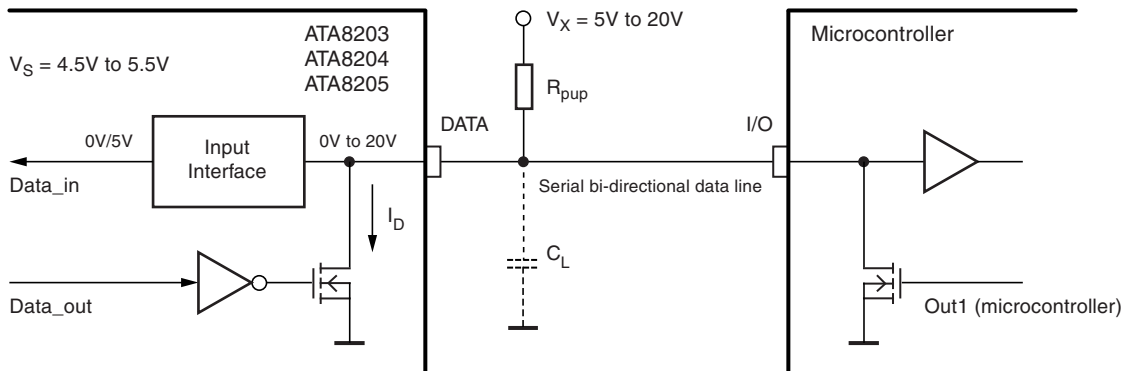 V_S = 4.5V to 5.5V
ATA8203
ATA8204
ATA8205
0V/5V
Input
Interface
0V to 20V
Data_in
I_D
Data_out
DATA
V_X = 5V to 20V
R_pup
Serial bi-directional data line
C_L
I/O
Microcontroller
Out1 (microcontroller)